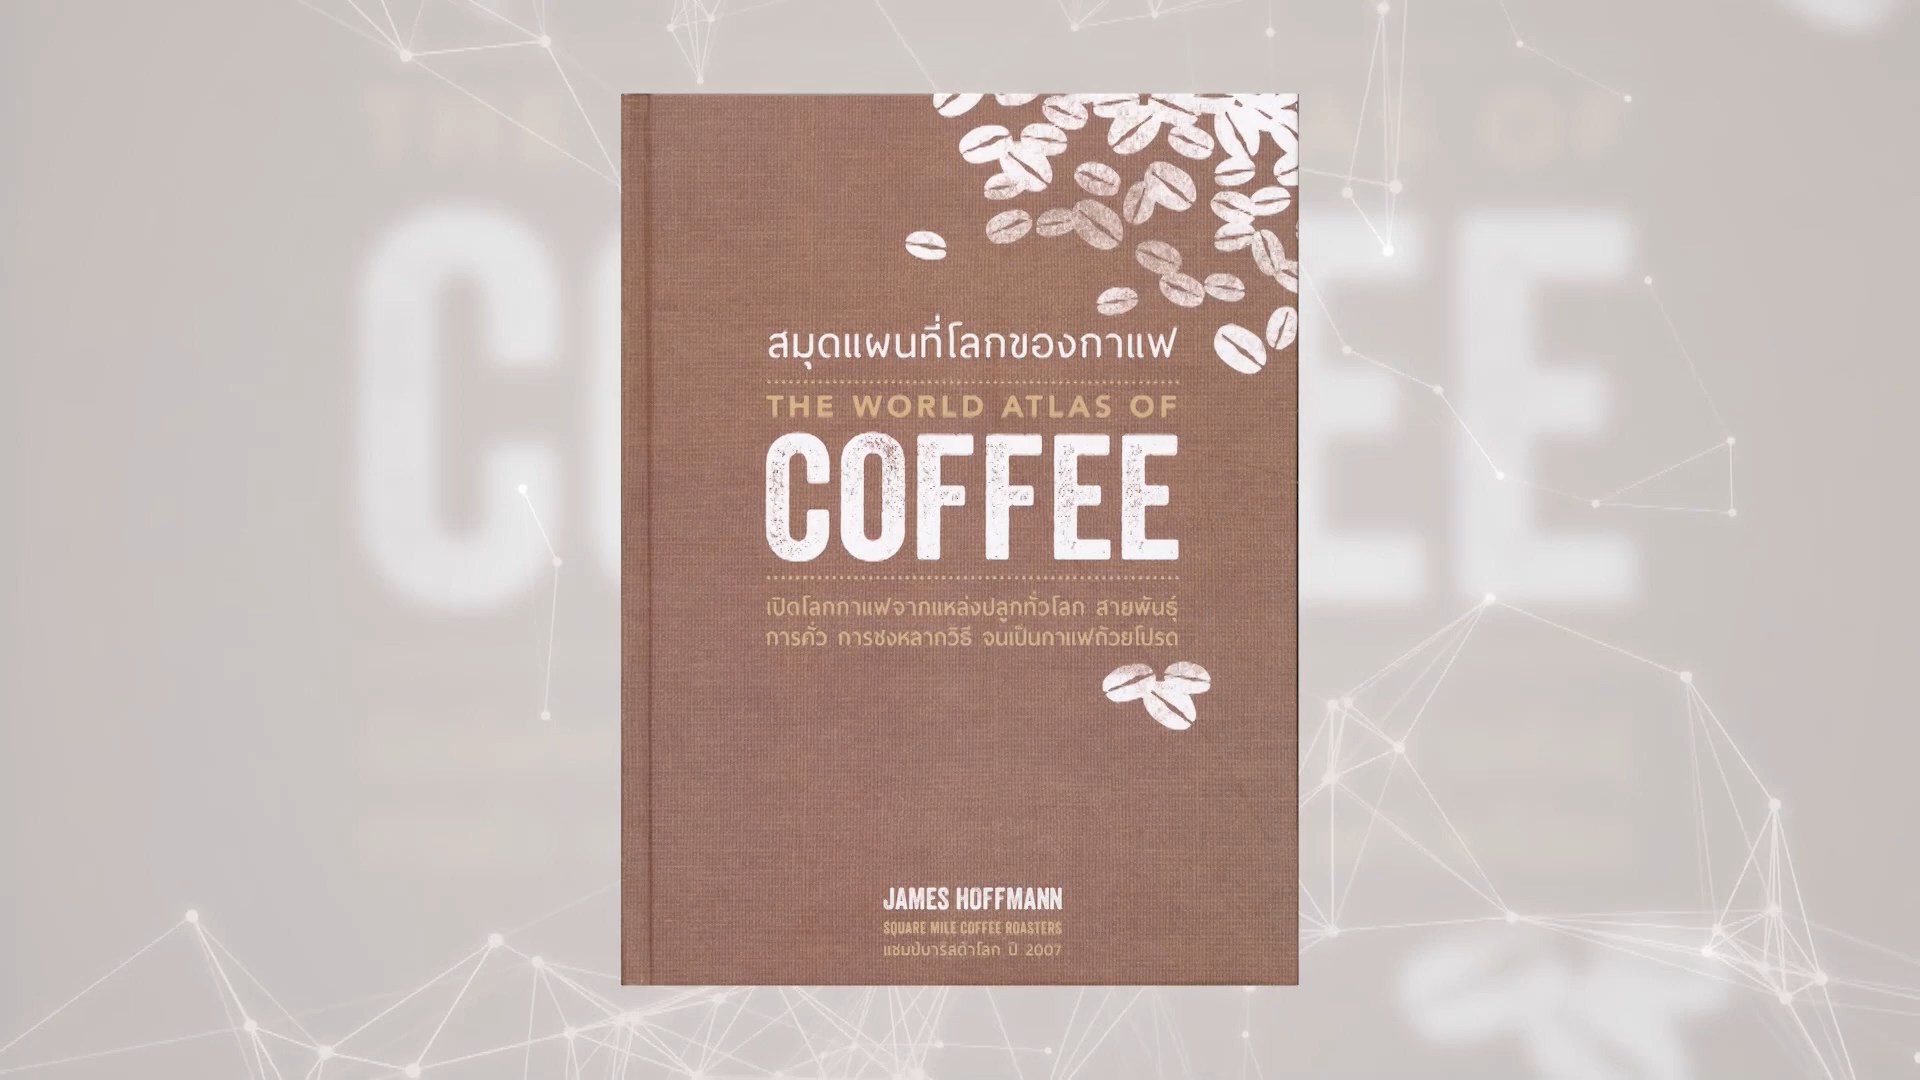 สมุดแผนที่โลกของกาแฟ
THE WORLD ATLAS OF
COFFEE
เปิดโลกกาแฟจากแหล่งปลูกทั่วโลก สายพันธุ์
การคั่ว การชงหลากวิธี จนเป็นกาแฟถ้วยโปรด
JAMES HOFFMANN
SQUARE MILE COFFEE ROASTERS
แชมป์บาริสต้าโลก ปี 2007